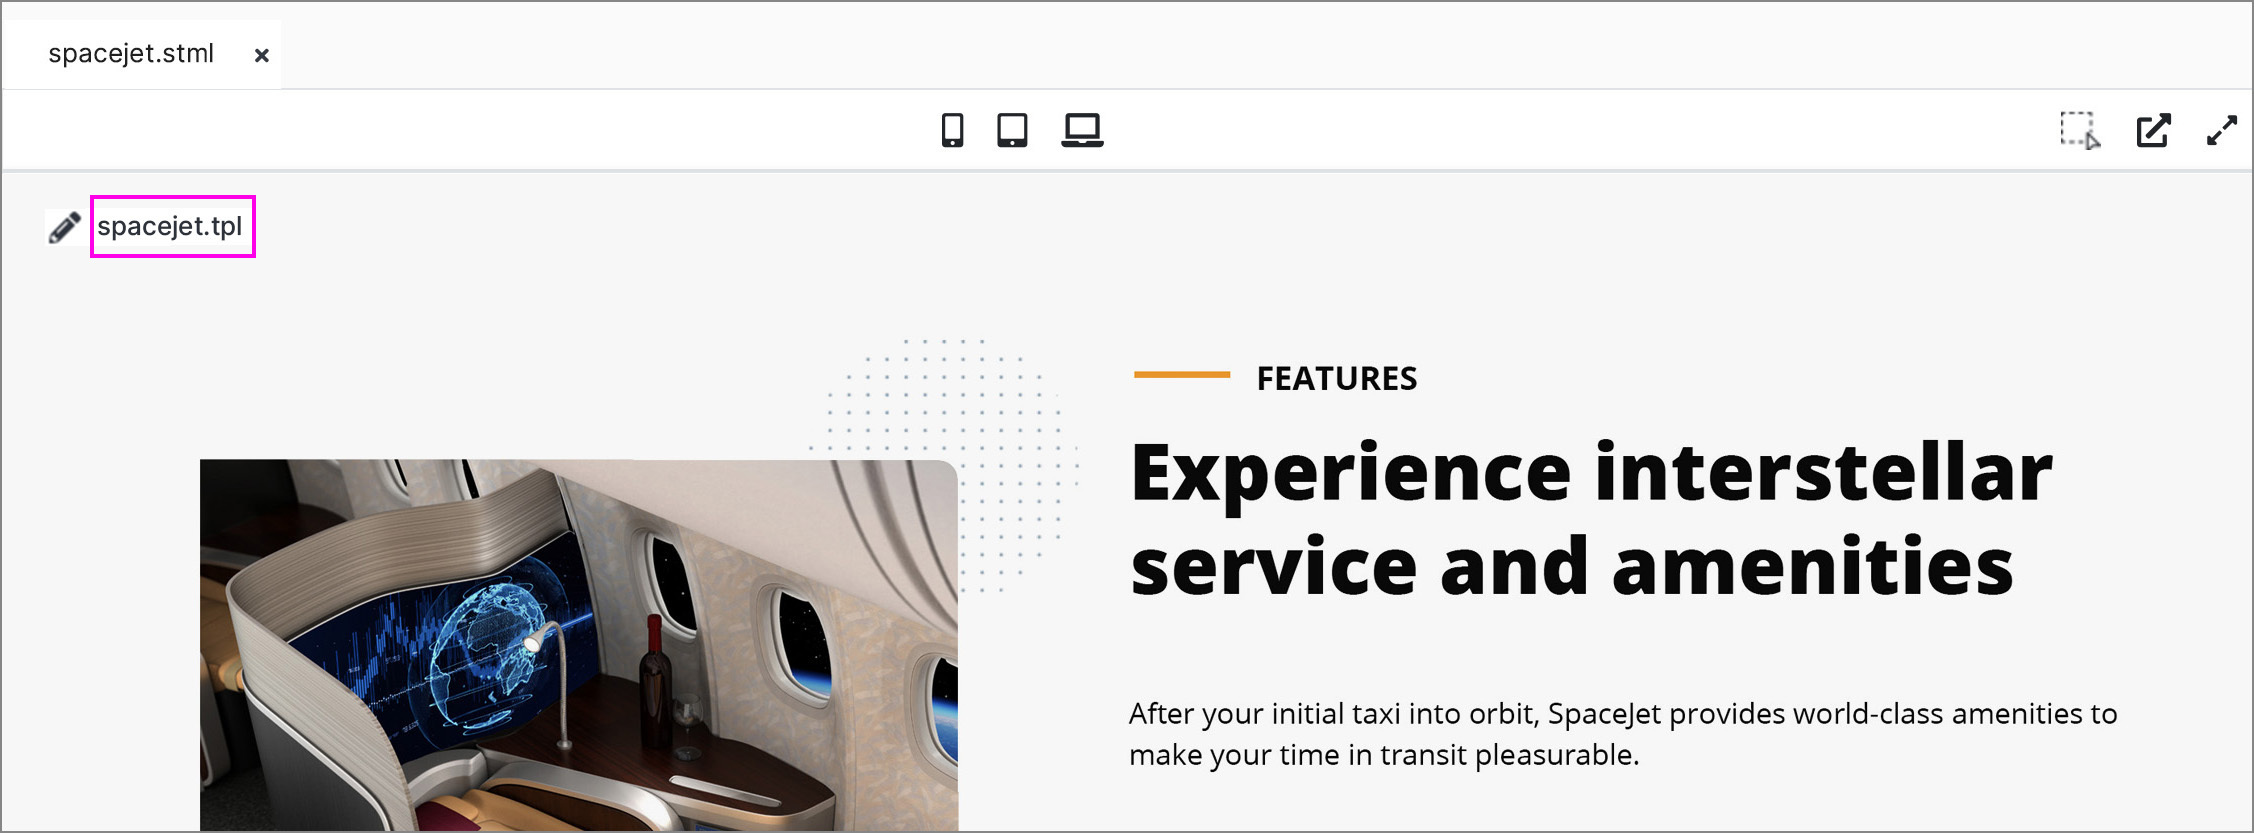 spacejet.stml
spacejet.tpl
FEATURES
Experience interstellar
service and amenities
After your initial taxi into orbit, SpaceJet provides world-class amenities to
make your time in transit pleasurable.